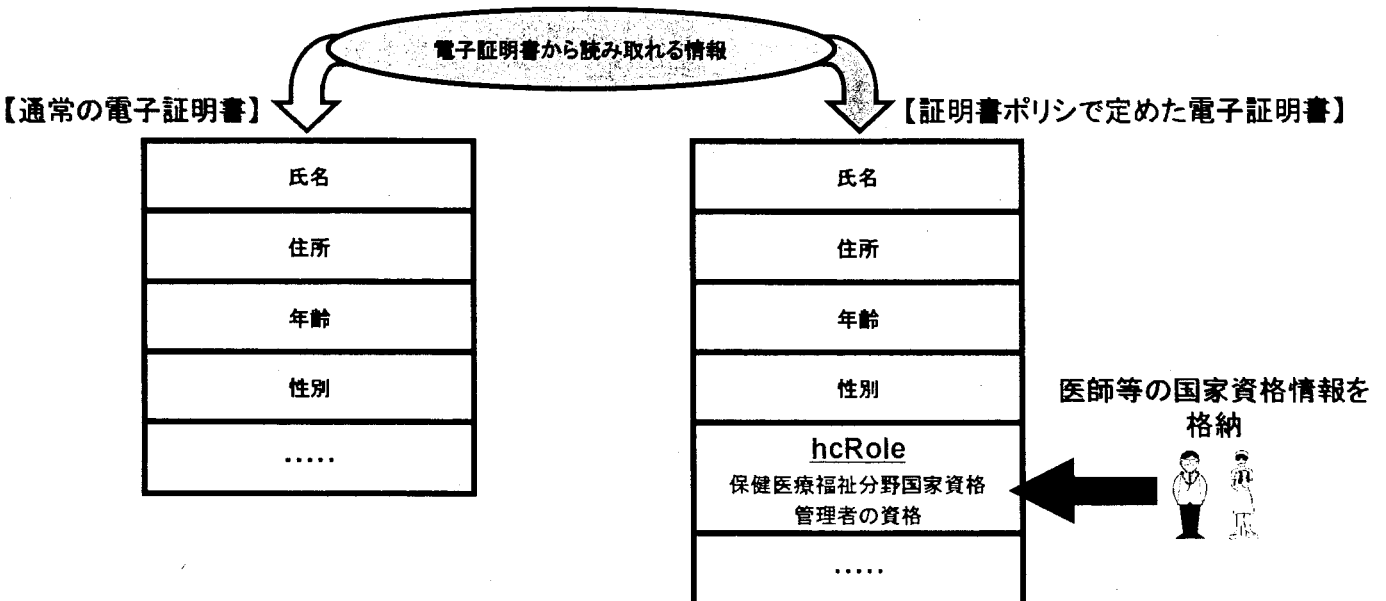 電子証明書から読み取れる情報
【通常の電子証明書】
【証明書ポリシで定めた電子証明書】
氏名
住所
年齢
性別
・・・・・
氏名
住所
年齢
性別
hcRole
保健医療福祉分野国家資格
管理者の資格
・・・・・
医師等の国家資格情報を
格納